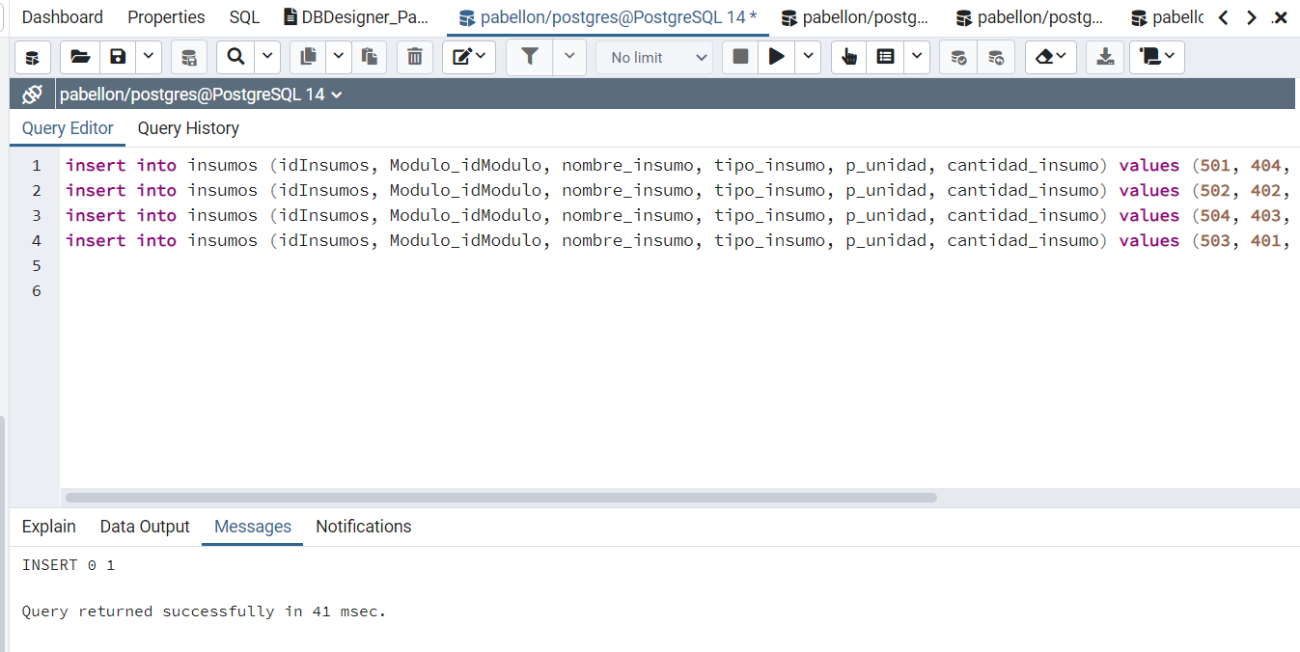 Dashboard Properties SQL DBDesigner_Pa... pabellon/postgres@PostgreSQL 14 * pabellon/postg... pabellon/postg... pabellc
No limit
pabellon/postgres@PostgreSQL 14
Query Editor Query History
1 insert into insumos (idInsumos, Modulo_idModulo, nombre_insumo, tipo_insumo, p_unidad, cantidad_insumo) values (501, 404,
2 insert into insumos (idInsumos, Modulo_idModulo, nombre_insumo, tipo_insumo, p_unidad, cantidad_insumo) values (502, 402,
3 insert into insumos (idInsumos, Modulo_idModulo, nombre_insumo, tipo_insumo, p_unidad, cantidad_insumo) values (504, 403,
4 insert into insumos (idInsumos, Modulo_idModulo, nombre_insumo, tipo_insumo, p_unidad, cantidad_insumo) values (503, 401,
5
6
Explain Data Output Messages Notifications
INSERT 0 1
Query returned successfully in 41 msec.